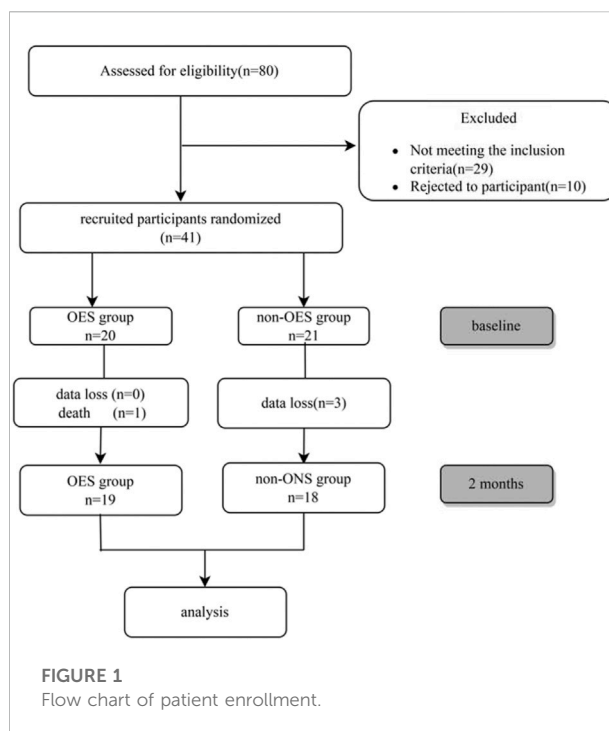 Assessed for eligibility(n=80)
Excluded
• Not meeting the inclusion
criteria(n=29)
• Rejected to participant(n=10)
recruited participants randomized
(n=41)
OES group
n=20
non-OES group
n=21
baseline
data loss (n=0)
death (n=1)
data loss(n=3)
OES group
n=19
non-ONS group
n=18
2 months
analysis
FIGURE 1
Flow chart of patient enrollment.